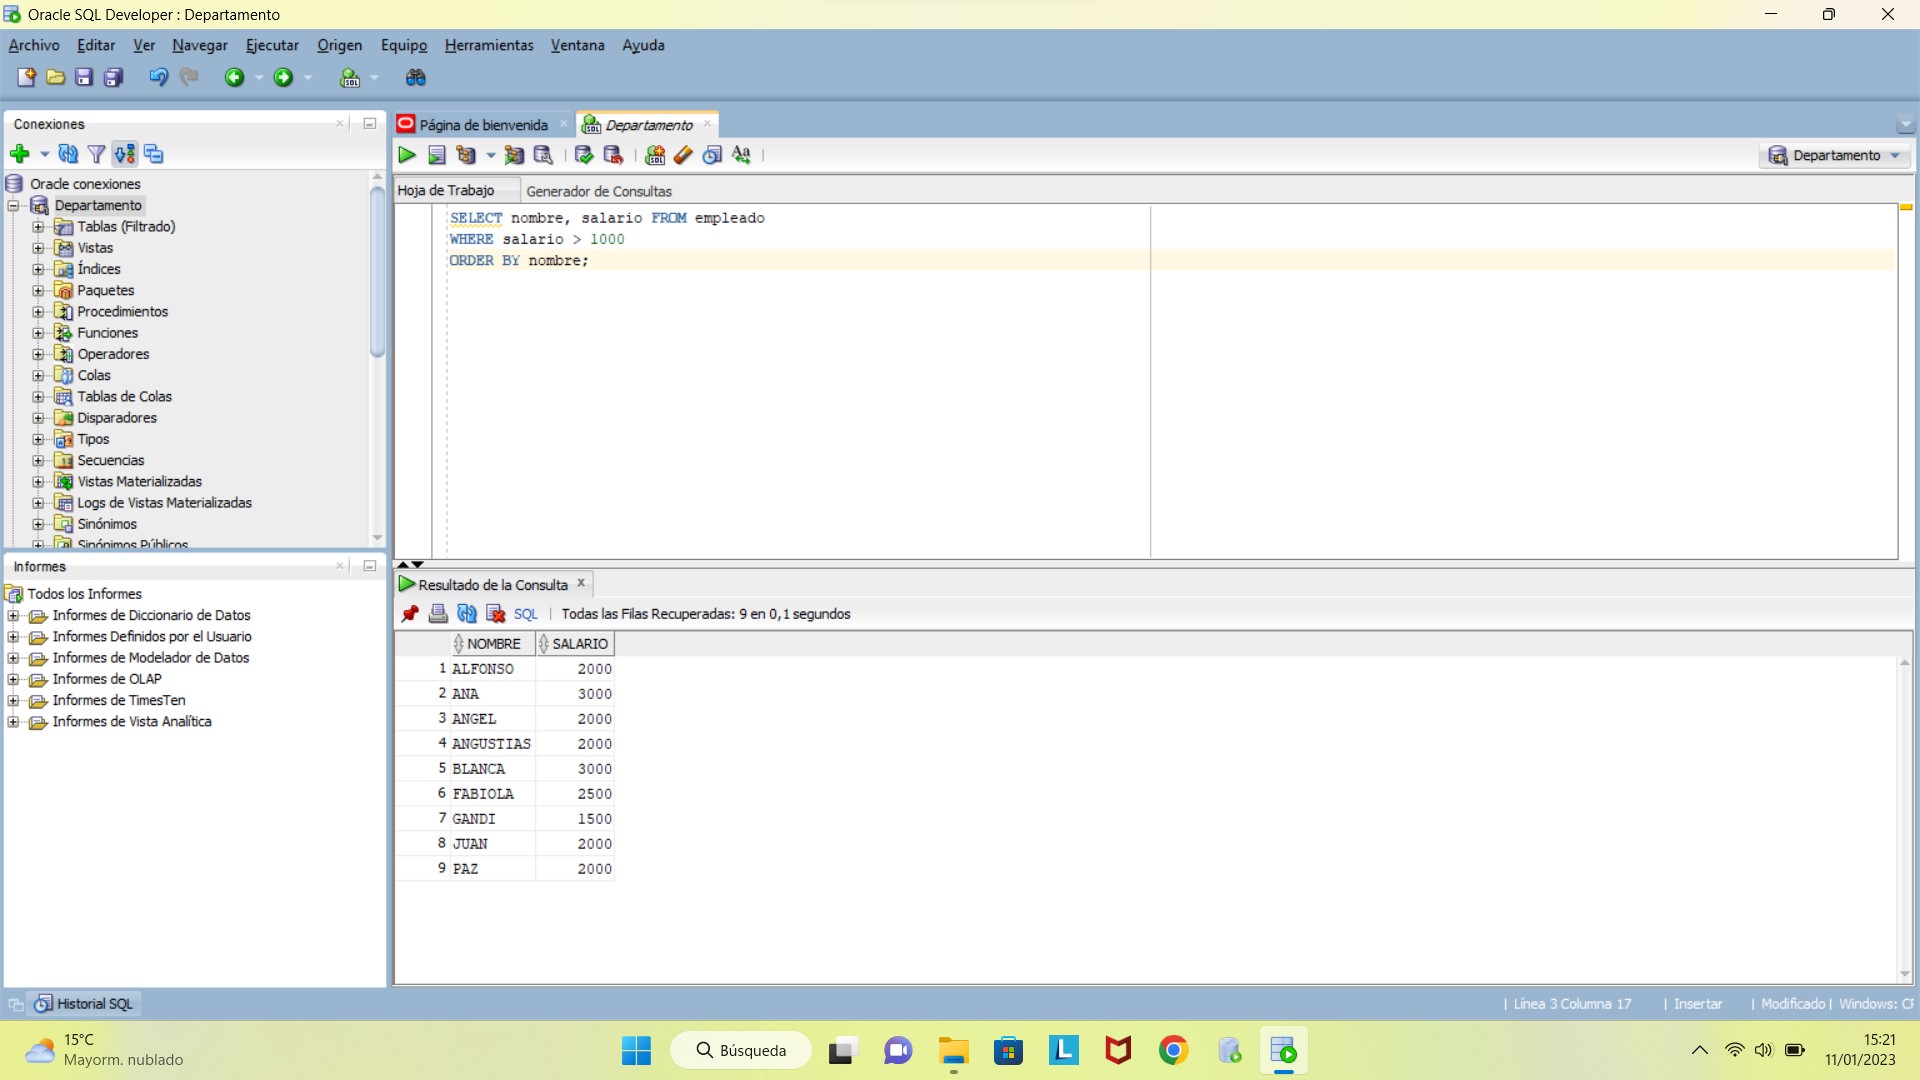 Oracle SQL Developer : Departamento
Archivo Editar Ver Navegar Ejecutar Origen Equipo Herramientas Ventana Ayuda
Conexiones
Oracle conexiones
Departamento
Tablas (Filtrado)
Vistas
Índices
Paquetes
Procedimientos
Funciones
Operadores
Colas
Tablas de Colas
Disparadores
Tipos
Secuencias
Vistas Materializadas
Logs de Vistas Materializadas
Sinónimos
Sinónimos Públicos
Informes
Todos los Informes
Informes de Diccionario de Datos
Informes Definidos por el Usuario
Informes de Modelador de Datos
Informes de OLAP
Informes de TimesTen
Informes de Vista Analítica
Página de bienvenida
Departamento
Departamento
Hoja de Trabajo Generador de Consultas
SELECT nombre, salario FROM empleado
WHERE salario > 1000
ORDER BY nombre;
Resultado de la Consulta
SQL | Todas las Filas Recuperadas: 9 en 0,1 segundos
NOMBRE SALARIO
1 ALFONSO 2000
2 ANA 3000
3 ANGEL 2000
4 ANGUSTIAS 2000
5 BLANCA 3000
6 FABIOLA 2500
7 GANDI 1500
8 JUAN 2000
9 PAZ 2000
Historial SQL
| Línea 3 Columna 17 | Insertar | Modificado | Windows: CF
15°C
Mayorm. nublado
Búsqueda
15:21
11/01/2023